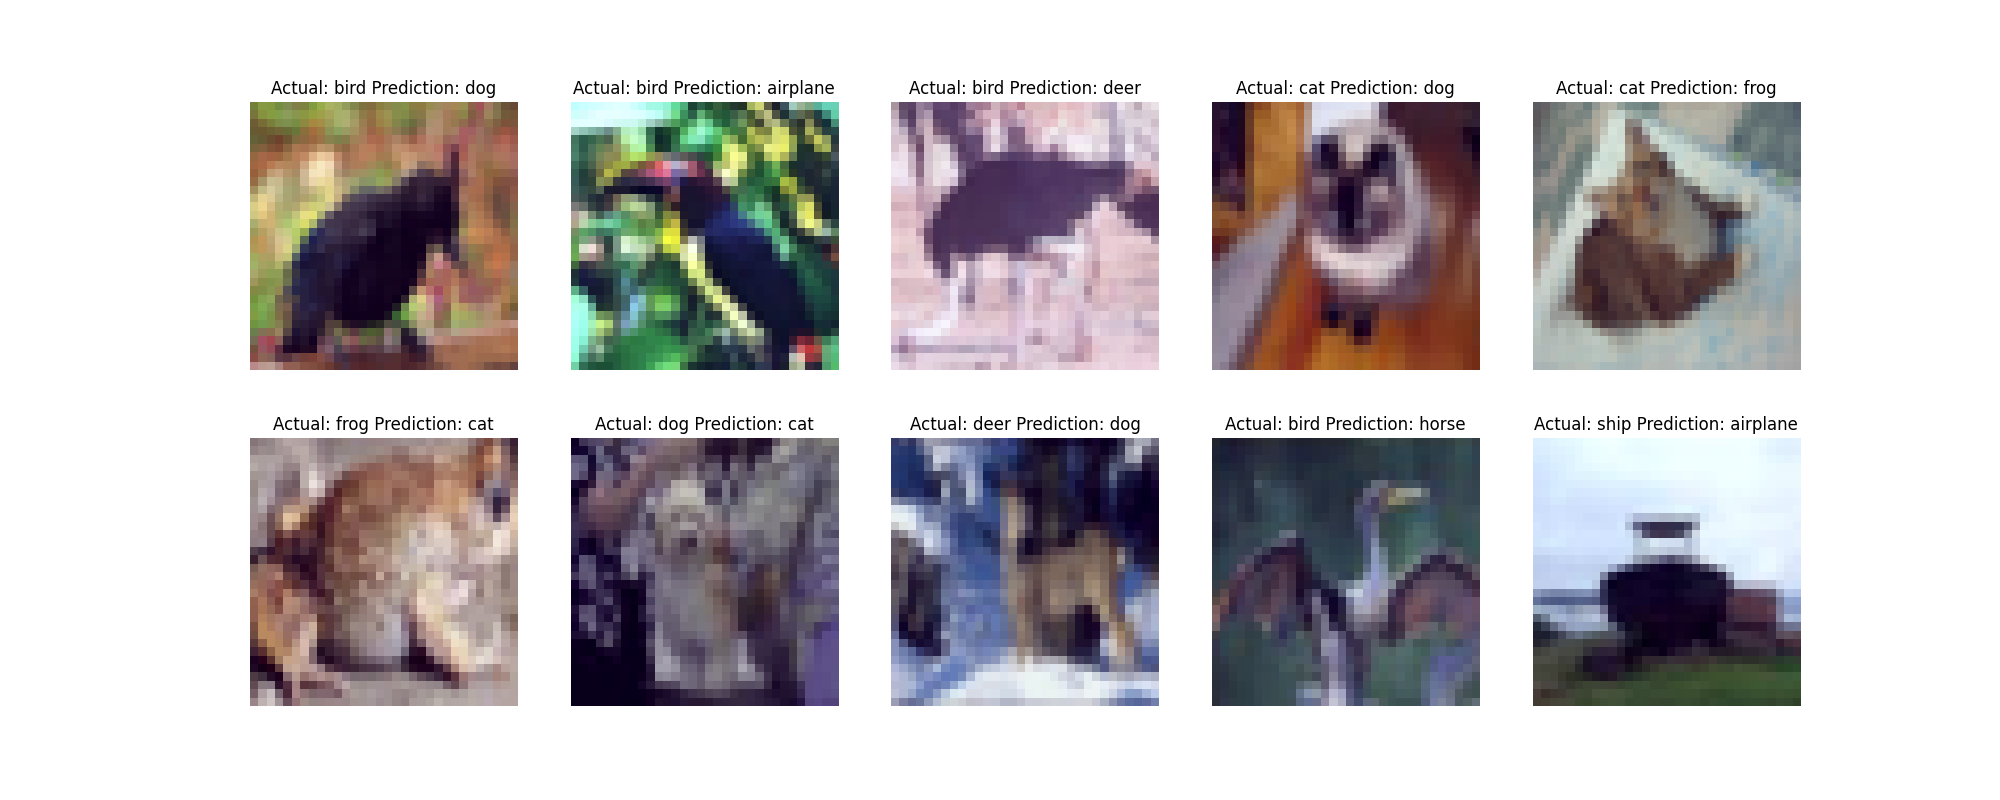 Actual: bird Prediction: dog
Actual: bird Prediction: airplane
Actual: bird Prediction: deer
Actual: cat Prediction: dog
Actual: cat Prediction: frog
Actual: frog Prediction: cat
Actual: dog Prediction: cat
Actual: deer Prediction: dog
Actual: bird Prediction: horse
Actual: ship Prediction: airplane